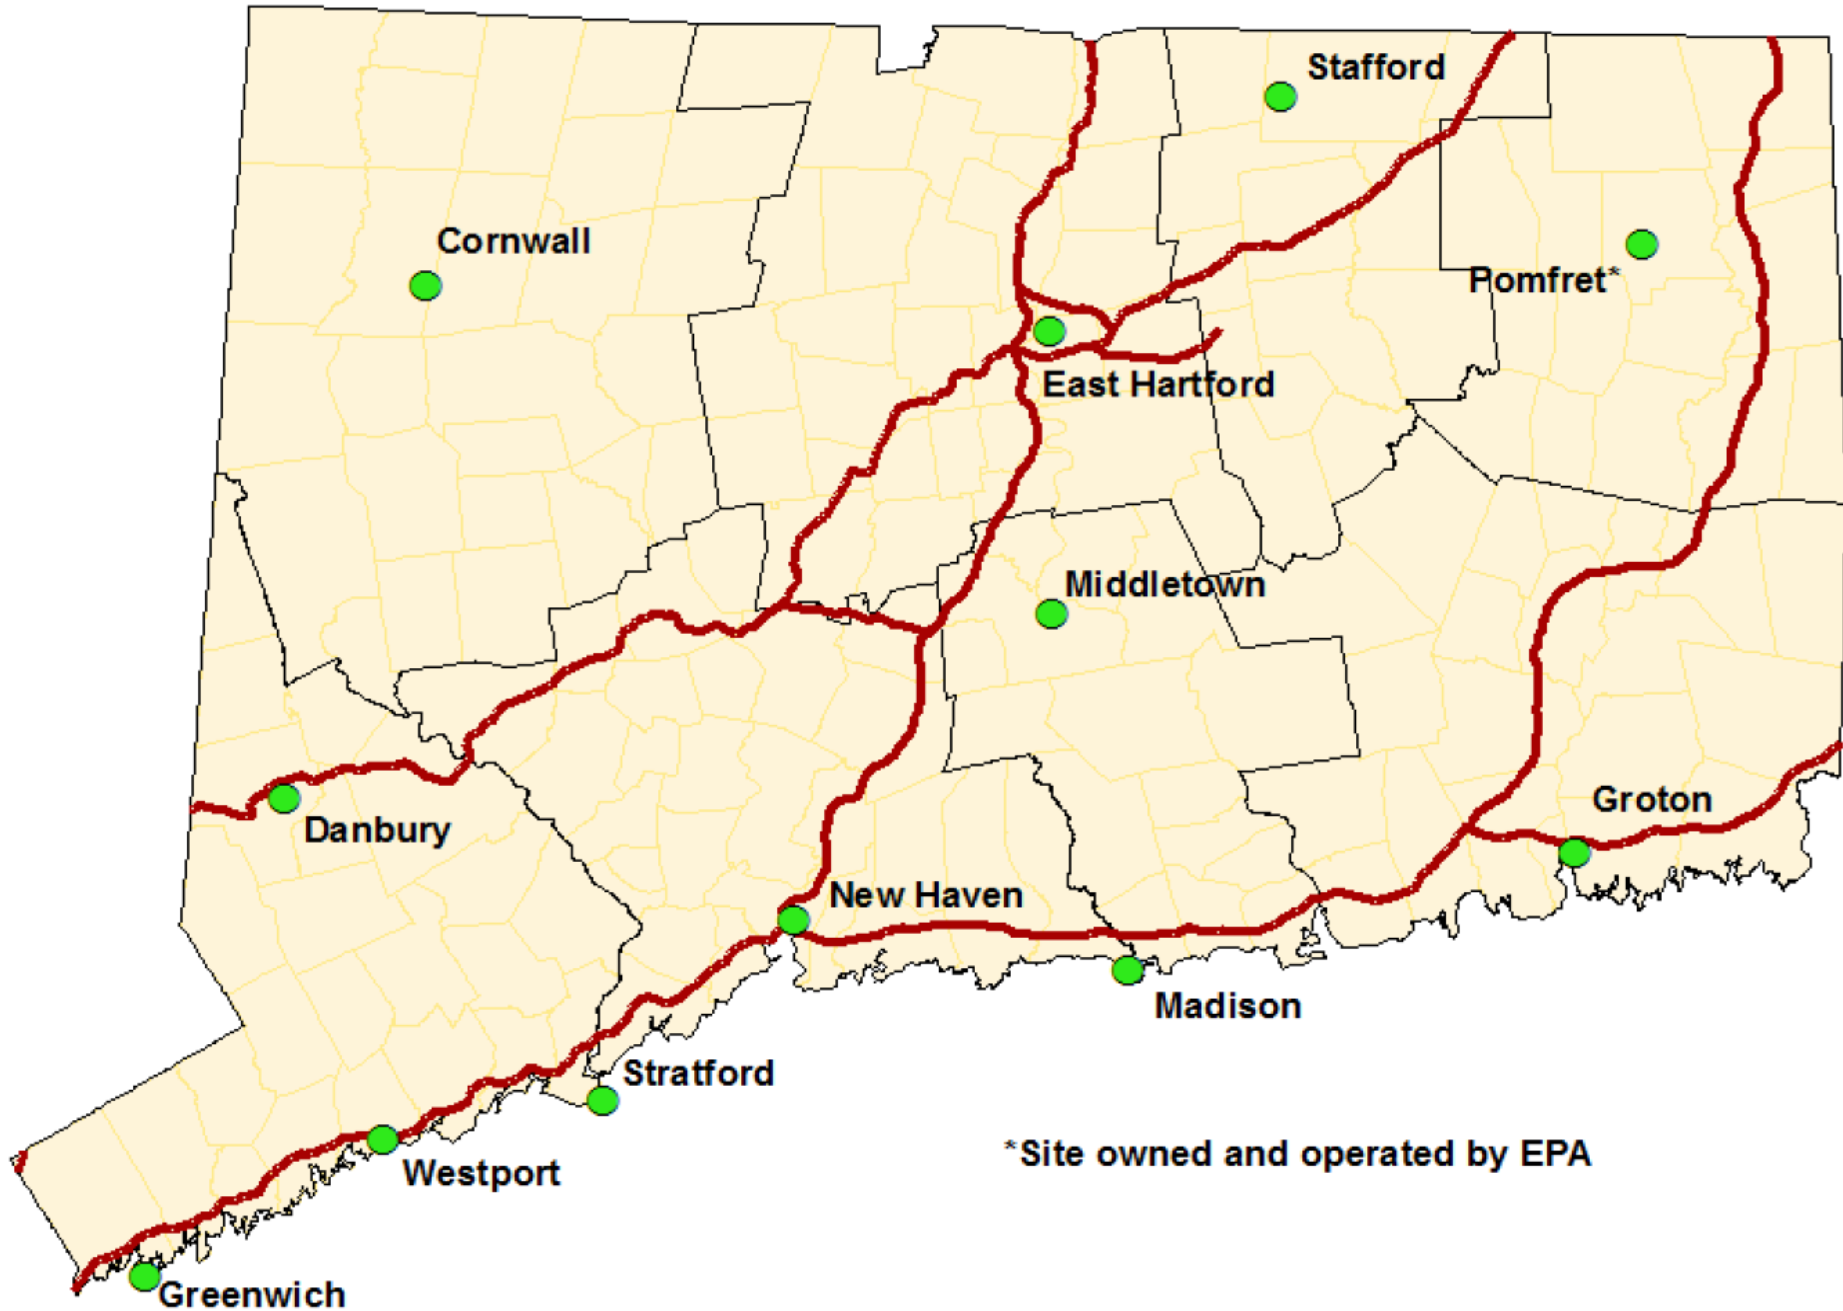 Stafford
Cornwall
Pomfret*
East Hartford
Middletown
Groton
Danbury
New Haven
Madison
Stratford
*Site owned and operated by EPA
Westport
Greenwich